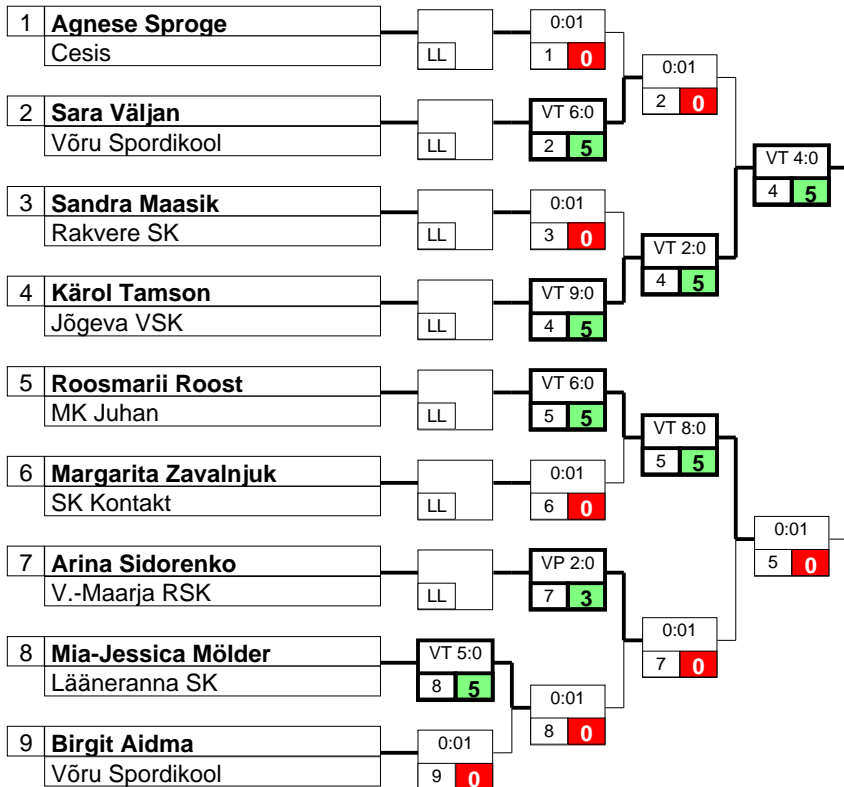 1 Agnese Sproge
Cesis
LL
0:01
1 0
0:01
2 0
2 Sara Väljan
Võru Spordikool
LL
VT 6:0
2 5
VT 4:0
4 5
3 Sandra Maasik
Rakvere SK
LL
0:01
3 0
VT 2:0
4 5
4 Kärol Tamson
Jõgeva VSK
LL
VT 9:0
4 5
5 Roosmarii Roost
MK Juhan
LL
VT 6:0
5 5
VT 8:0
5 5
6 Margarita Zavalnjuk
SK Kontakt
LL
0:01
6 0
0:01
5 0
7 Arina Sidorenko
V.-Maarja RSK
LL
VP 2:0
7 3
0:01
7 0
8 Mia-Jessica Mölder
Lääneranna SK
VT 5:0
8 5
0:01
8 0
9 Birgit Aidma
Võru Spordikool
0:01
9 0